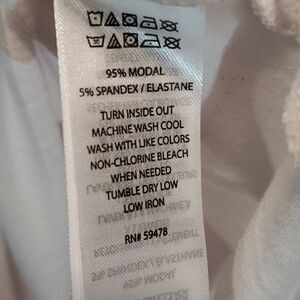 95% MODAL
5% SPANDEX / ELASTANE
TURN INSIDE OUT
MACHINE WASH COOL
WASH WITH LIKE COLORS
NON-CHLORINE BLEACH
WHEN NEEDED
TUMBLE DRY LOW
LOW IRON
RN# 59478